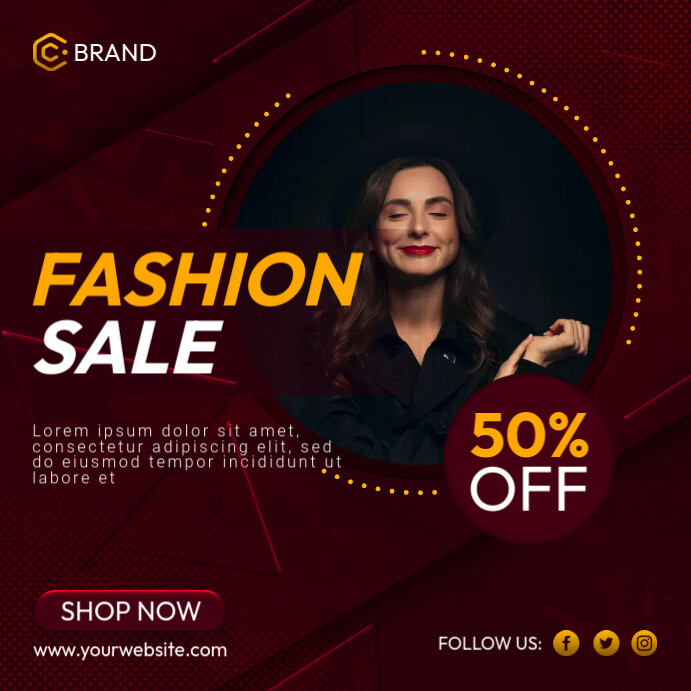 BRAND
FASHION
SALE
Lorem ipsum dolor sit amet,
consectetur adipiscing elit, sed
do eiusmod tempor incididunt ut
labore et
50%
OFF
SHOP NOW
www.yourwebsite.com
FOLLOW US: